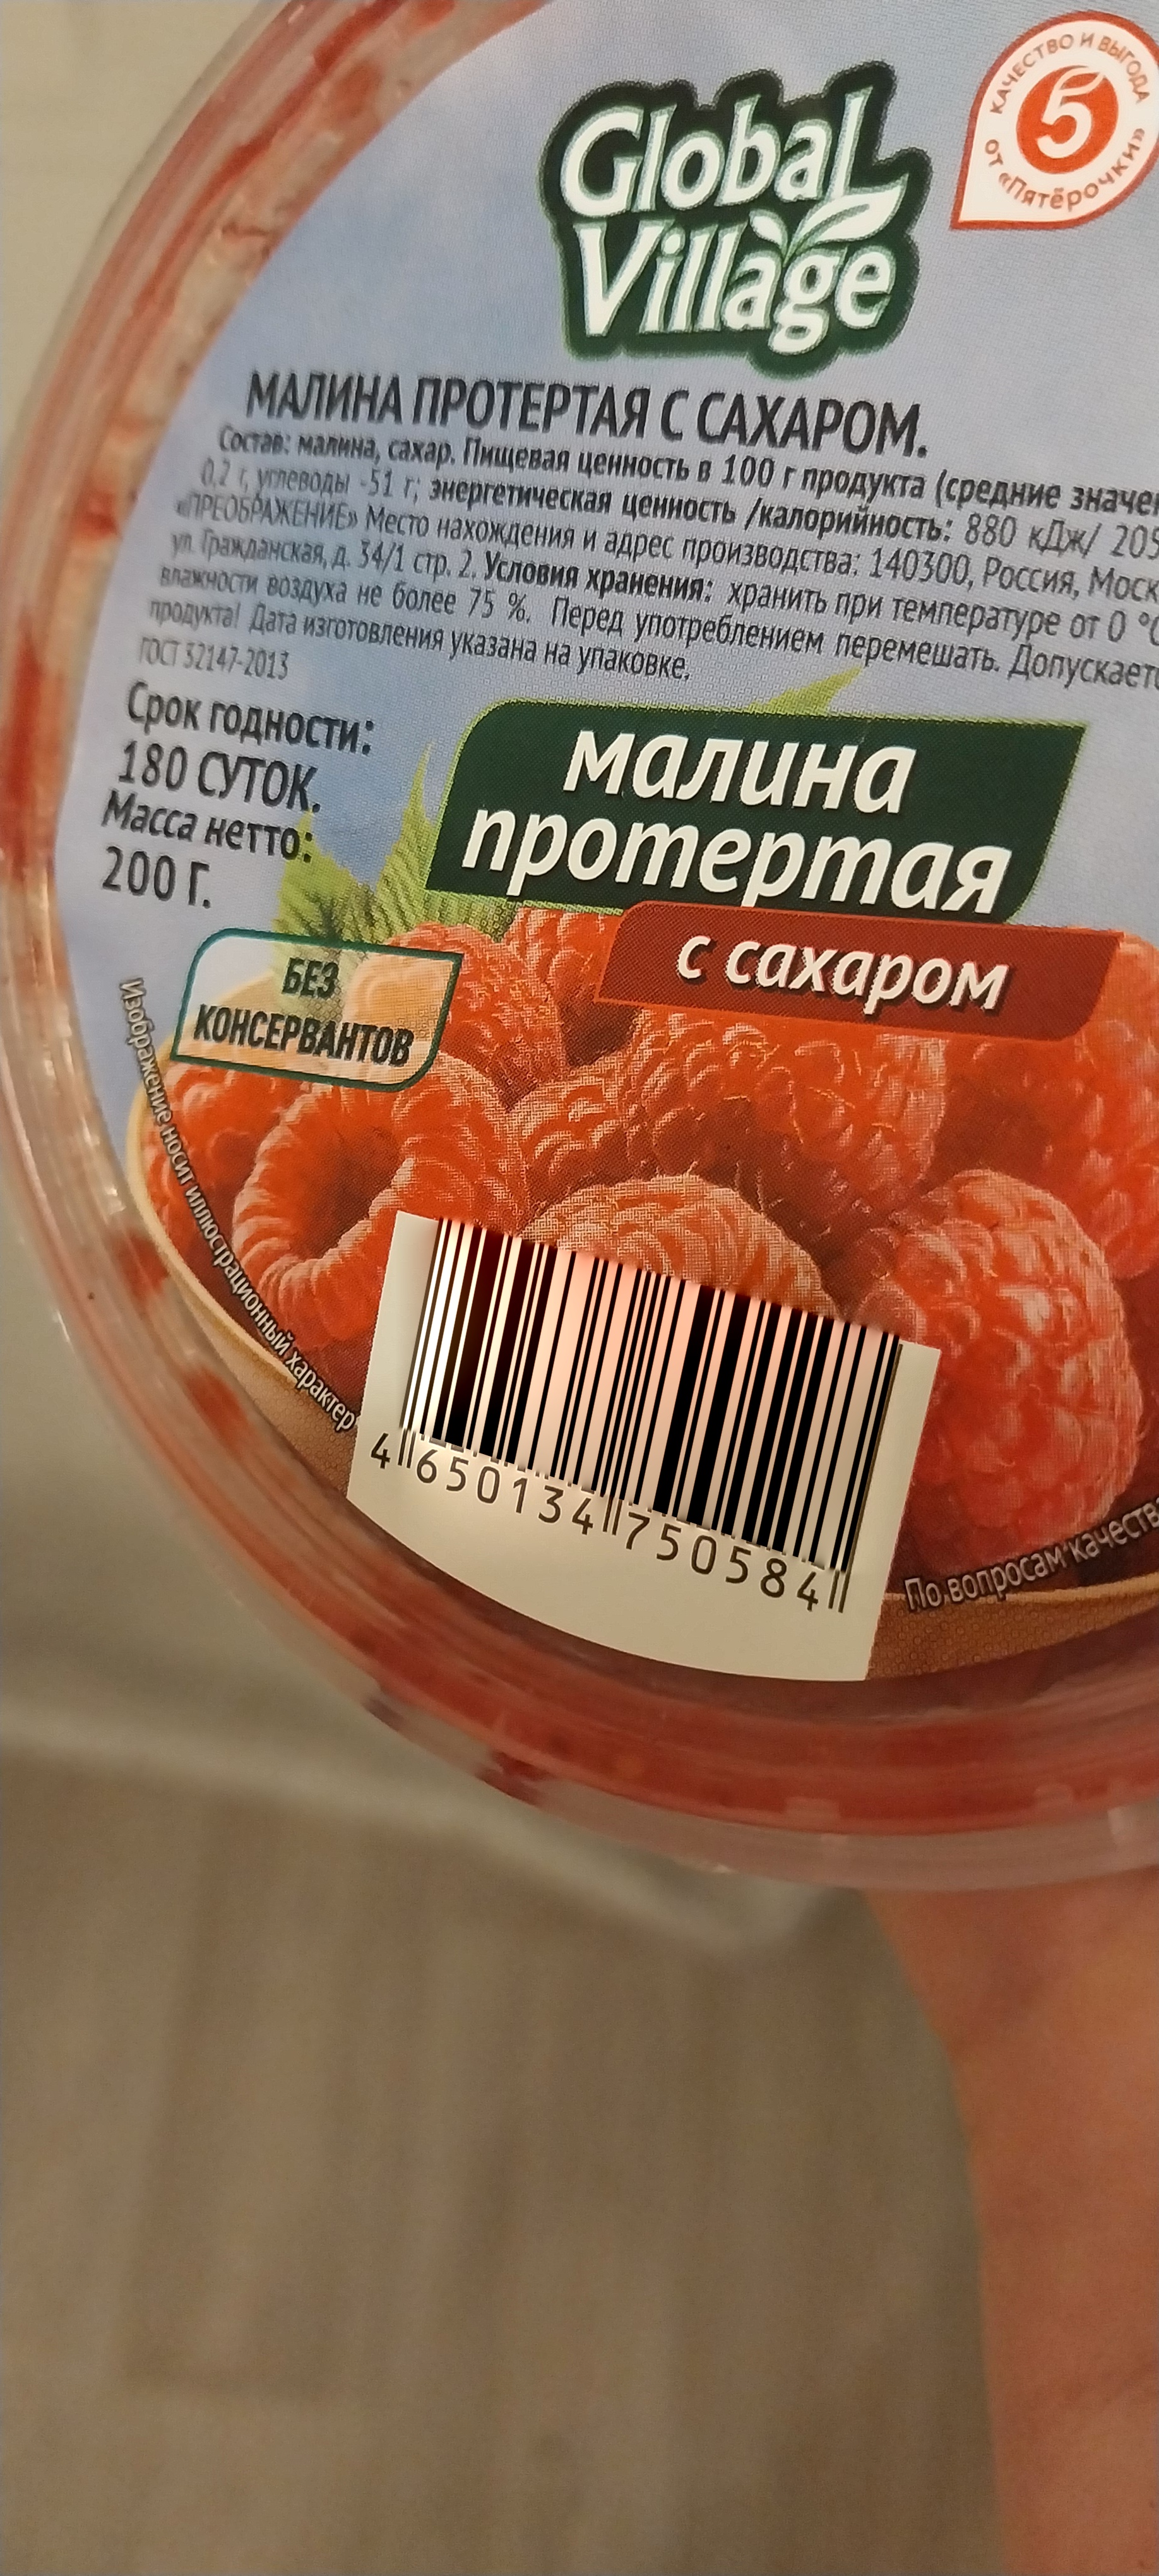 Global
Village
КАЧЕСТВО И ВЫГОДА
5
ОТ «Пятёрочки»
МАЛИНА ПРОТЕРТАЯ С САХАРОМ.
Состав: малина, сахар. Пищевая ценность в 100 г продукта (средние значен
0,2 г, углеводы -51 г; энергетическая ценность /калорийность: 880 кДж/ 205
«ПРЕОБРАЖЕНИЕ» Место нахождения и адрес производства: 140300, Россия, Моск
ул. Гражданская, д. 34/1 стр. 2. Условия хранения: хранить при температуре от 0 °C
влажности воздуха не более 75 %. Перед употреблением перемешать. Допускаетс
продукта! Дата изготовления указана на упаковке.
ГОСТ 32147-2013
Срок годности:
180 СУТОК.
Масса нетто:
200 Г.
малина
протертая
с сахаром
БЕЗ
КОНСЕРВАНТОВ
Изображение носит иллюстрационный характер
4 650134 750584
По вопросам качества